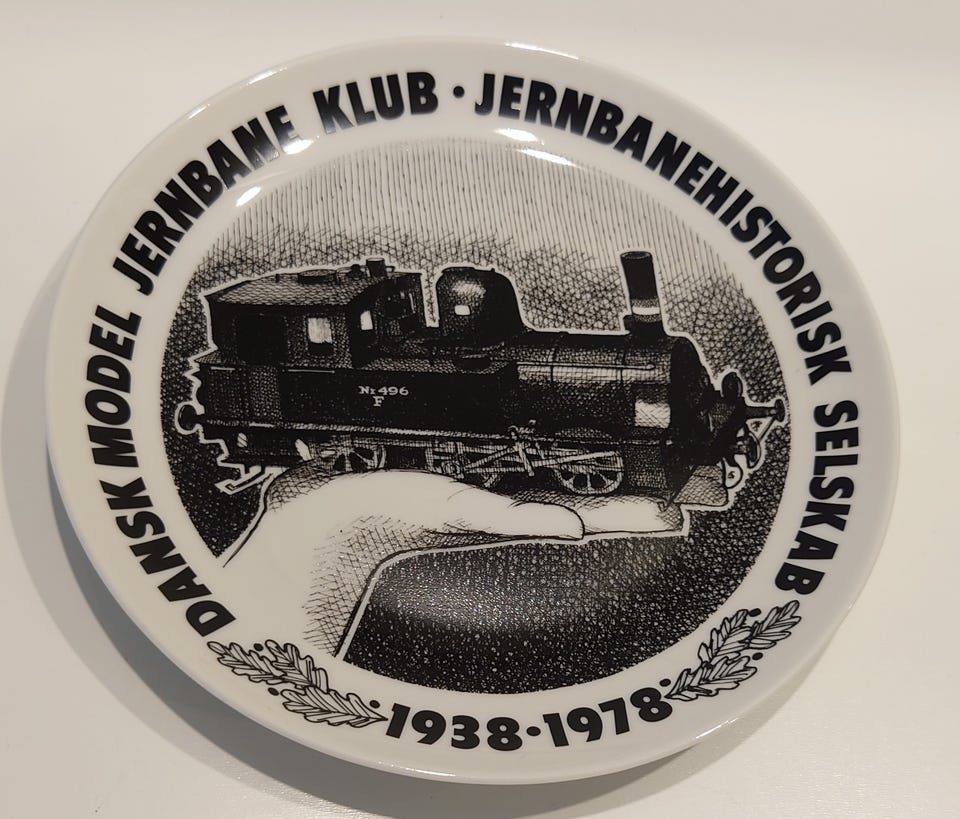 DANSK MODEL JERNBANE KLUB · JERNBANEHISTORISK SELSKAB
Nr 496
F
1938·1978